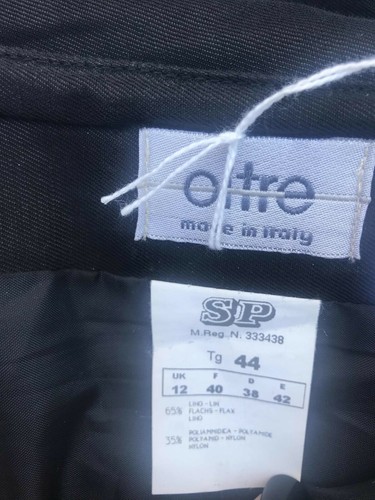 oltre
made in italy
SP
M.Reg..N. 333438
Tg 44
UK F D E
12 40 38 42
65% LINO - LIN
FLACHS - FLAX
LINO
35% POLIAMMIDICA - POLYAMIDE
POLYAMID - NYLON
NYLON